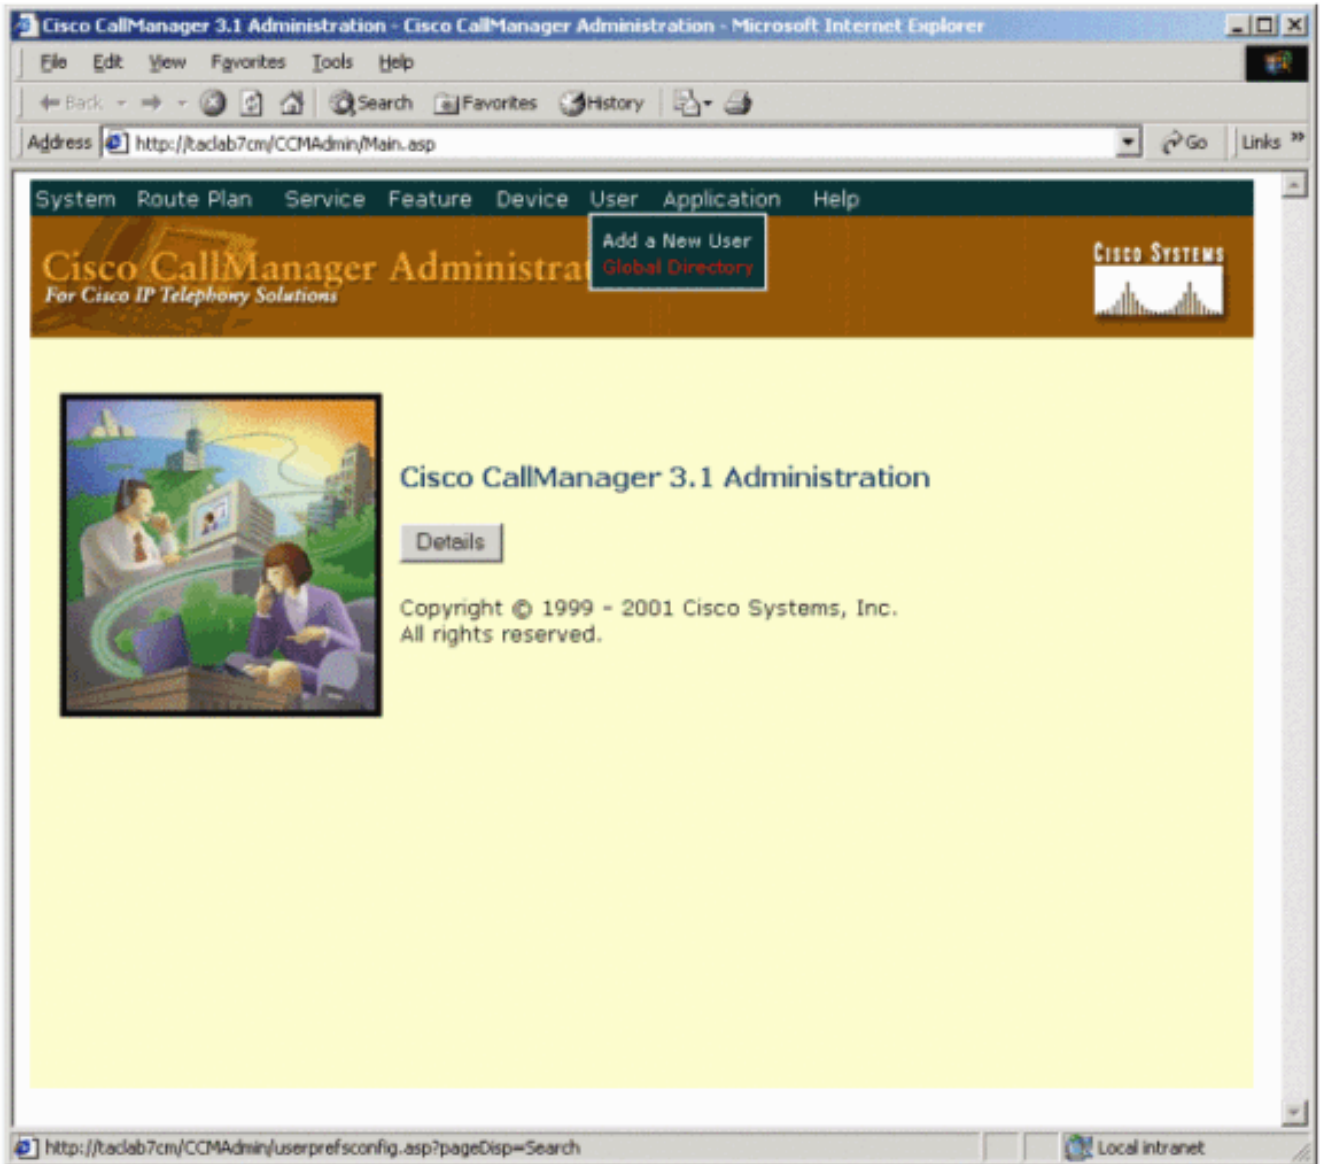 Cisco CallManager 3.1 Administration - Cisco CallManager Administration - Microsoft Internet Explorer
File Edit View Favorites Tools Help
Back Search Favorites History
Address http://taclab7cm/CCMAdmin/Main.asp Go Links »
System Route Plan Service Feature Device User Application Help
Add a New User
Global Directory
Cisco CallManager Administrat
For Cisco IP Telephony Solutions
CISCO SYSTEMS
Cisco CallManager 3.1 Administration
Details
Copyright © 1999 - 2001 Cisco Systems, Inc.
All rights reserved.
http://taclab7cm/CCMAdmin/userprefsconfig.asp?pageDisp=Search Local intranet